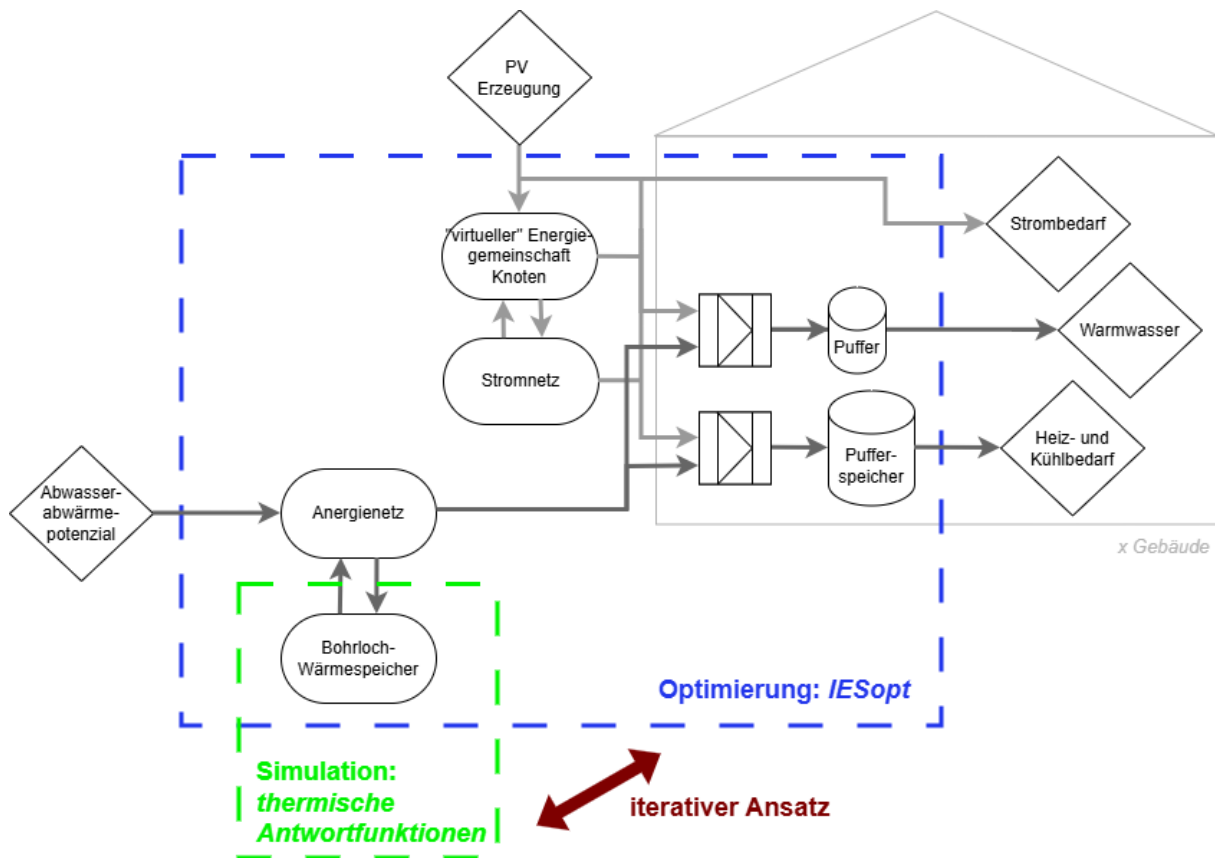 PV
Erzeugung
"virtueller" Energie-
gemeinschaft
Knoten
Strombedarf
Warmwasser
Puffer
Stromnetz
Heiz- und
Kühlbedarf
Puffer-
speicher
Abwasser-
abwärme-
potenzial
Anergienetz
x Gebäude
Bohrloch-
Wärmespeicher
Optimierung: IESopt
Simulation:
thermische
Antwortfunktionen
iterativer Ansatz